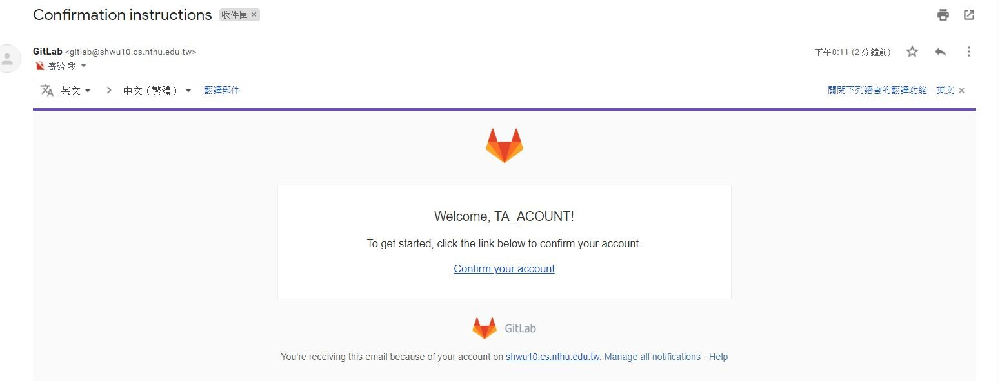 Confirmation instructions 收件匣 ×
GitLab <gitlab@shwu10.cs.nthu.edu.tw> 下午8:11 (2 分鐘前)
寄給 我
英文 > 中文（繁體） 翻譯郵件 關閉下列語言的翻譯功能：英文 ×
Welcome, TA_ACOUNT!
To get started, click the link below to confirm your account.
Confirm your account
GitLab
You're receiving this email because of your account on shwu10.cs.nthu.edu.tw. Manage all notifications · Help